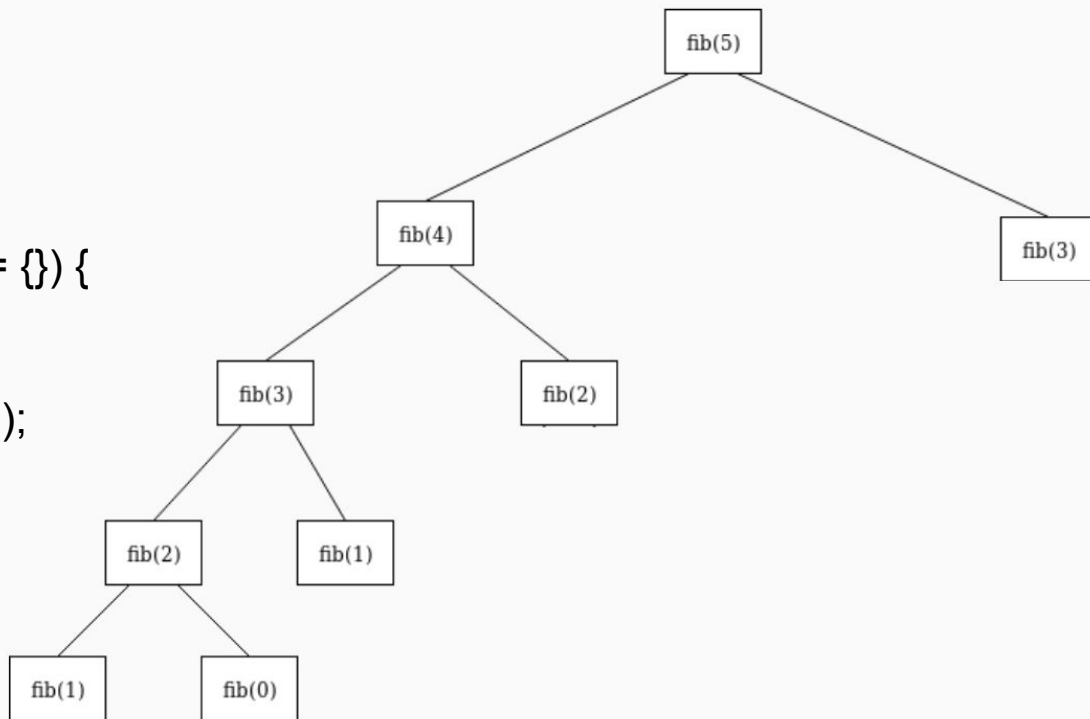 fib(5)
fib(4)
fib(3)
= {}) {
fib(3)
fib(2)
);
fib(2)
fib(1)
fib(1)
fib(0)